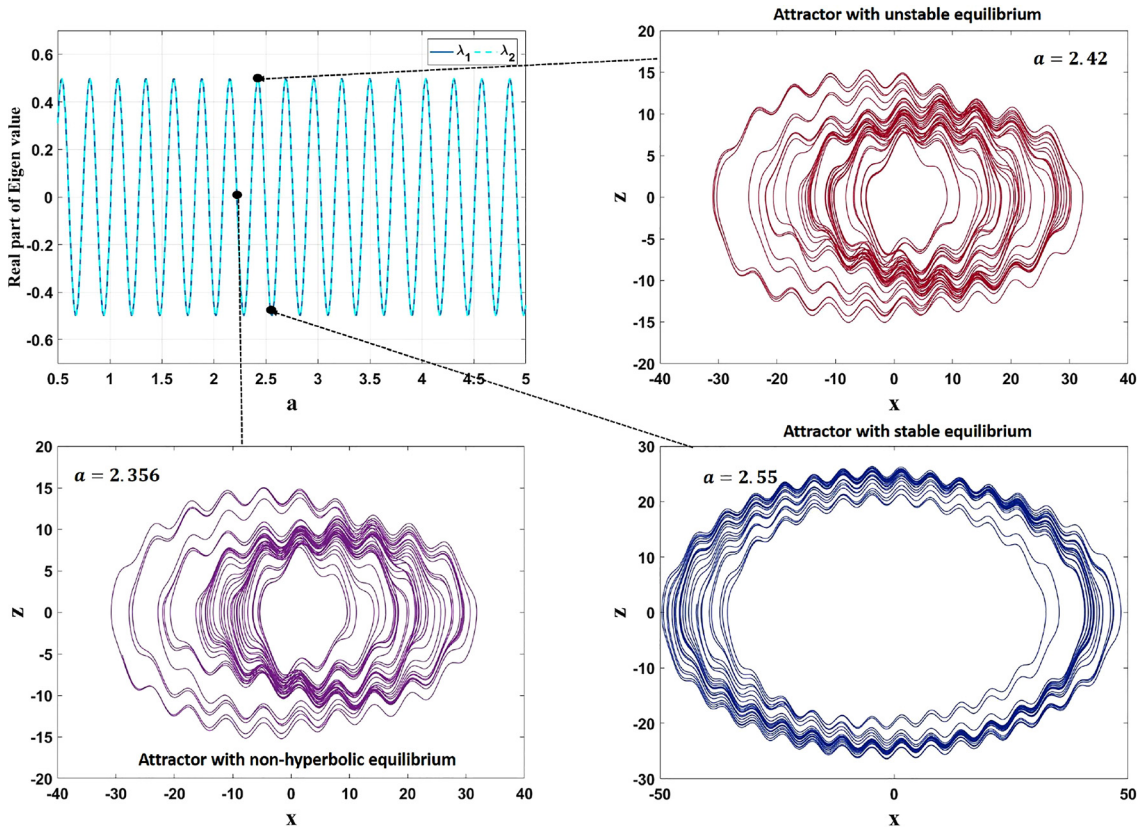 Attractor with unstable equilibrium
0.6
0.4
0.2
0
-0.2
-0.4
-0.6
Real part of Eigen value
λ1 λ2
0.5 1 1.5 2 2.5 3 3.5 4 4.5 5
a
20
15
10
5
0
-5
-10
-15
-20
z
a = 2.42
-40 -30 -20 -10 0 10 20 30 40
x
20
15
10
5
0
-5
-10
-15
-20
z
a = 2.356
Attractor with non-hyperbolic equilibrium
-40 -30 -20 -10 0 10 20 30 40
x
Attractor with stable equilibrium
30
20
10
0
-10
-20
-30
z
a = 2.55
-50 0 50
x